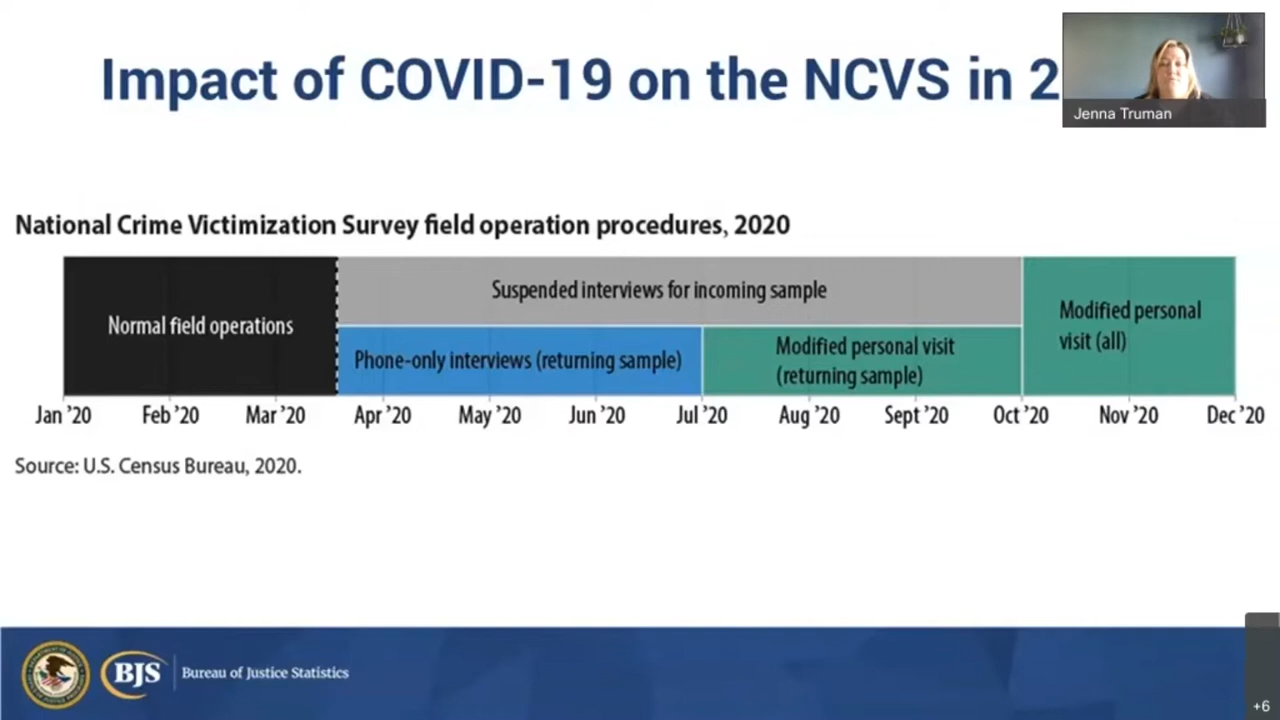 Impact of COVID-19 on the NCVS in 2
Jenna Truman
National Crime Victimization Survey field operation procedures, 2020
Suspended interviews for incoming sample
Normal field operations
Phone-only interviews (returning sample)
Modified personal visit
(returning sample)
Modified personal
visit (all)
Jan '20 Feb '20 Mar '20 Apr '20 May '20 Jun '20 Jul '20 Aug '20 Sept '20 Oct '20 Nov '20 Dec '20
Source: U.S. Census Bureau, 2020.
BJS Bureau of Justice Statistics
+6